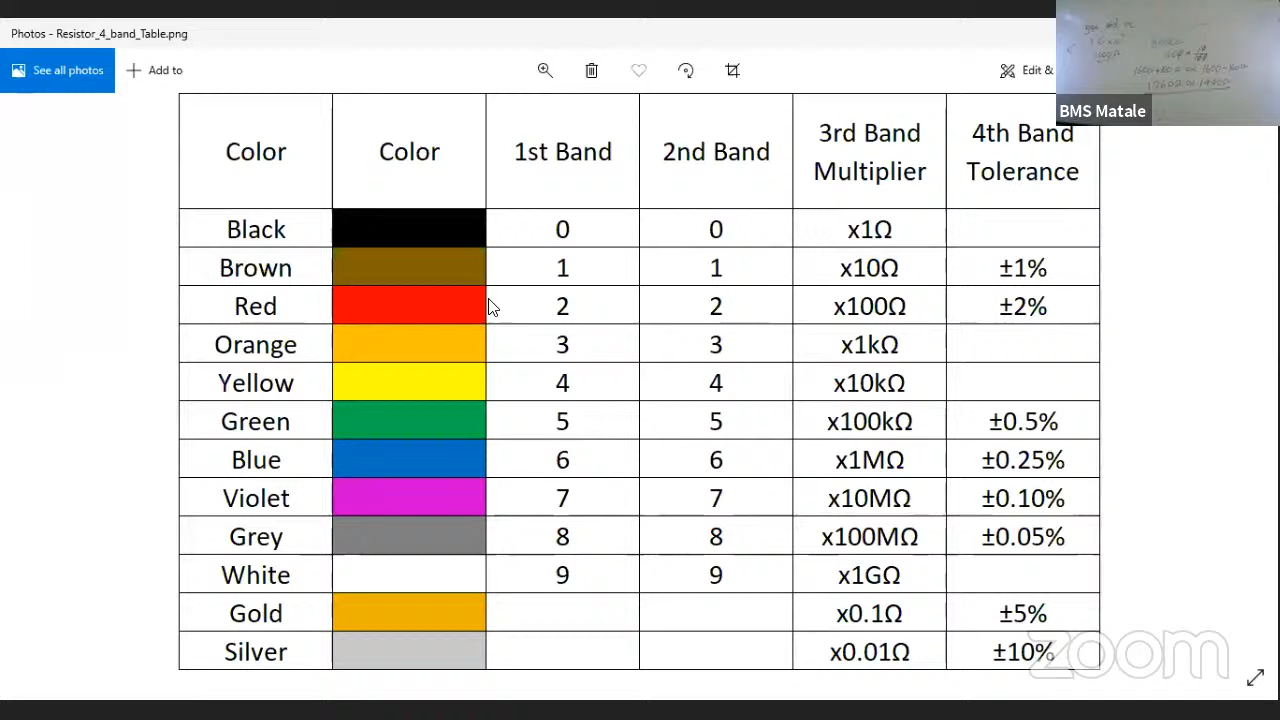 Photos - Resistor_4_band_Table.png
See all photos
Add to
Edit &
BMS Matale
Color Color 1st Band 2nd Band 3rd Band Multiplier 4th Band Tolerance
Black 0 0 x1Ω
Brown 1 1 x10Ω ±1%
Red 2 2 x100Ω ±2%
Orange 3 3 x1kΩ
Yellow 4 4 x10kΩ
Green 5 5 x100kΩ ±0.5%
Blue 6 6 x1MΩ ±0.25%
Violet 7 7 x10MΩ ±0.10%
Grey 8 8 x100MΩ ±0.05%
White 9 9 x1GΩ
Gold x0.1Ω ±5%
Silver x0.01Ω ±10%
zoom